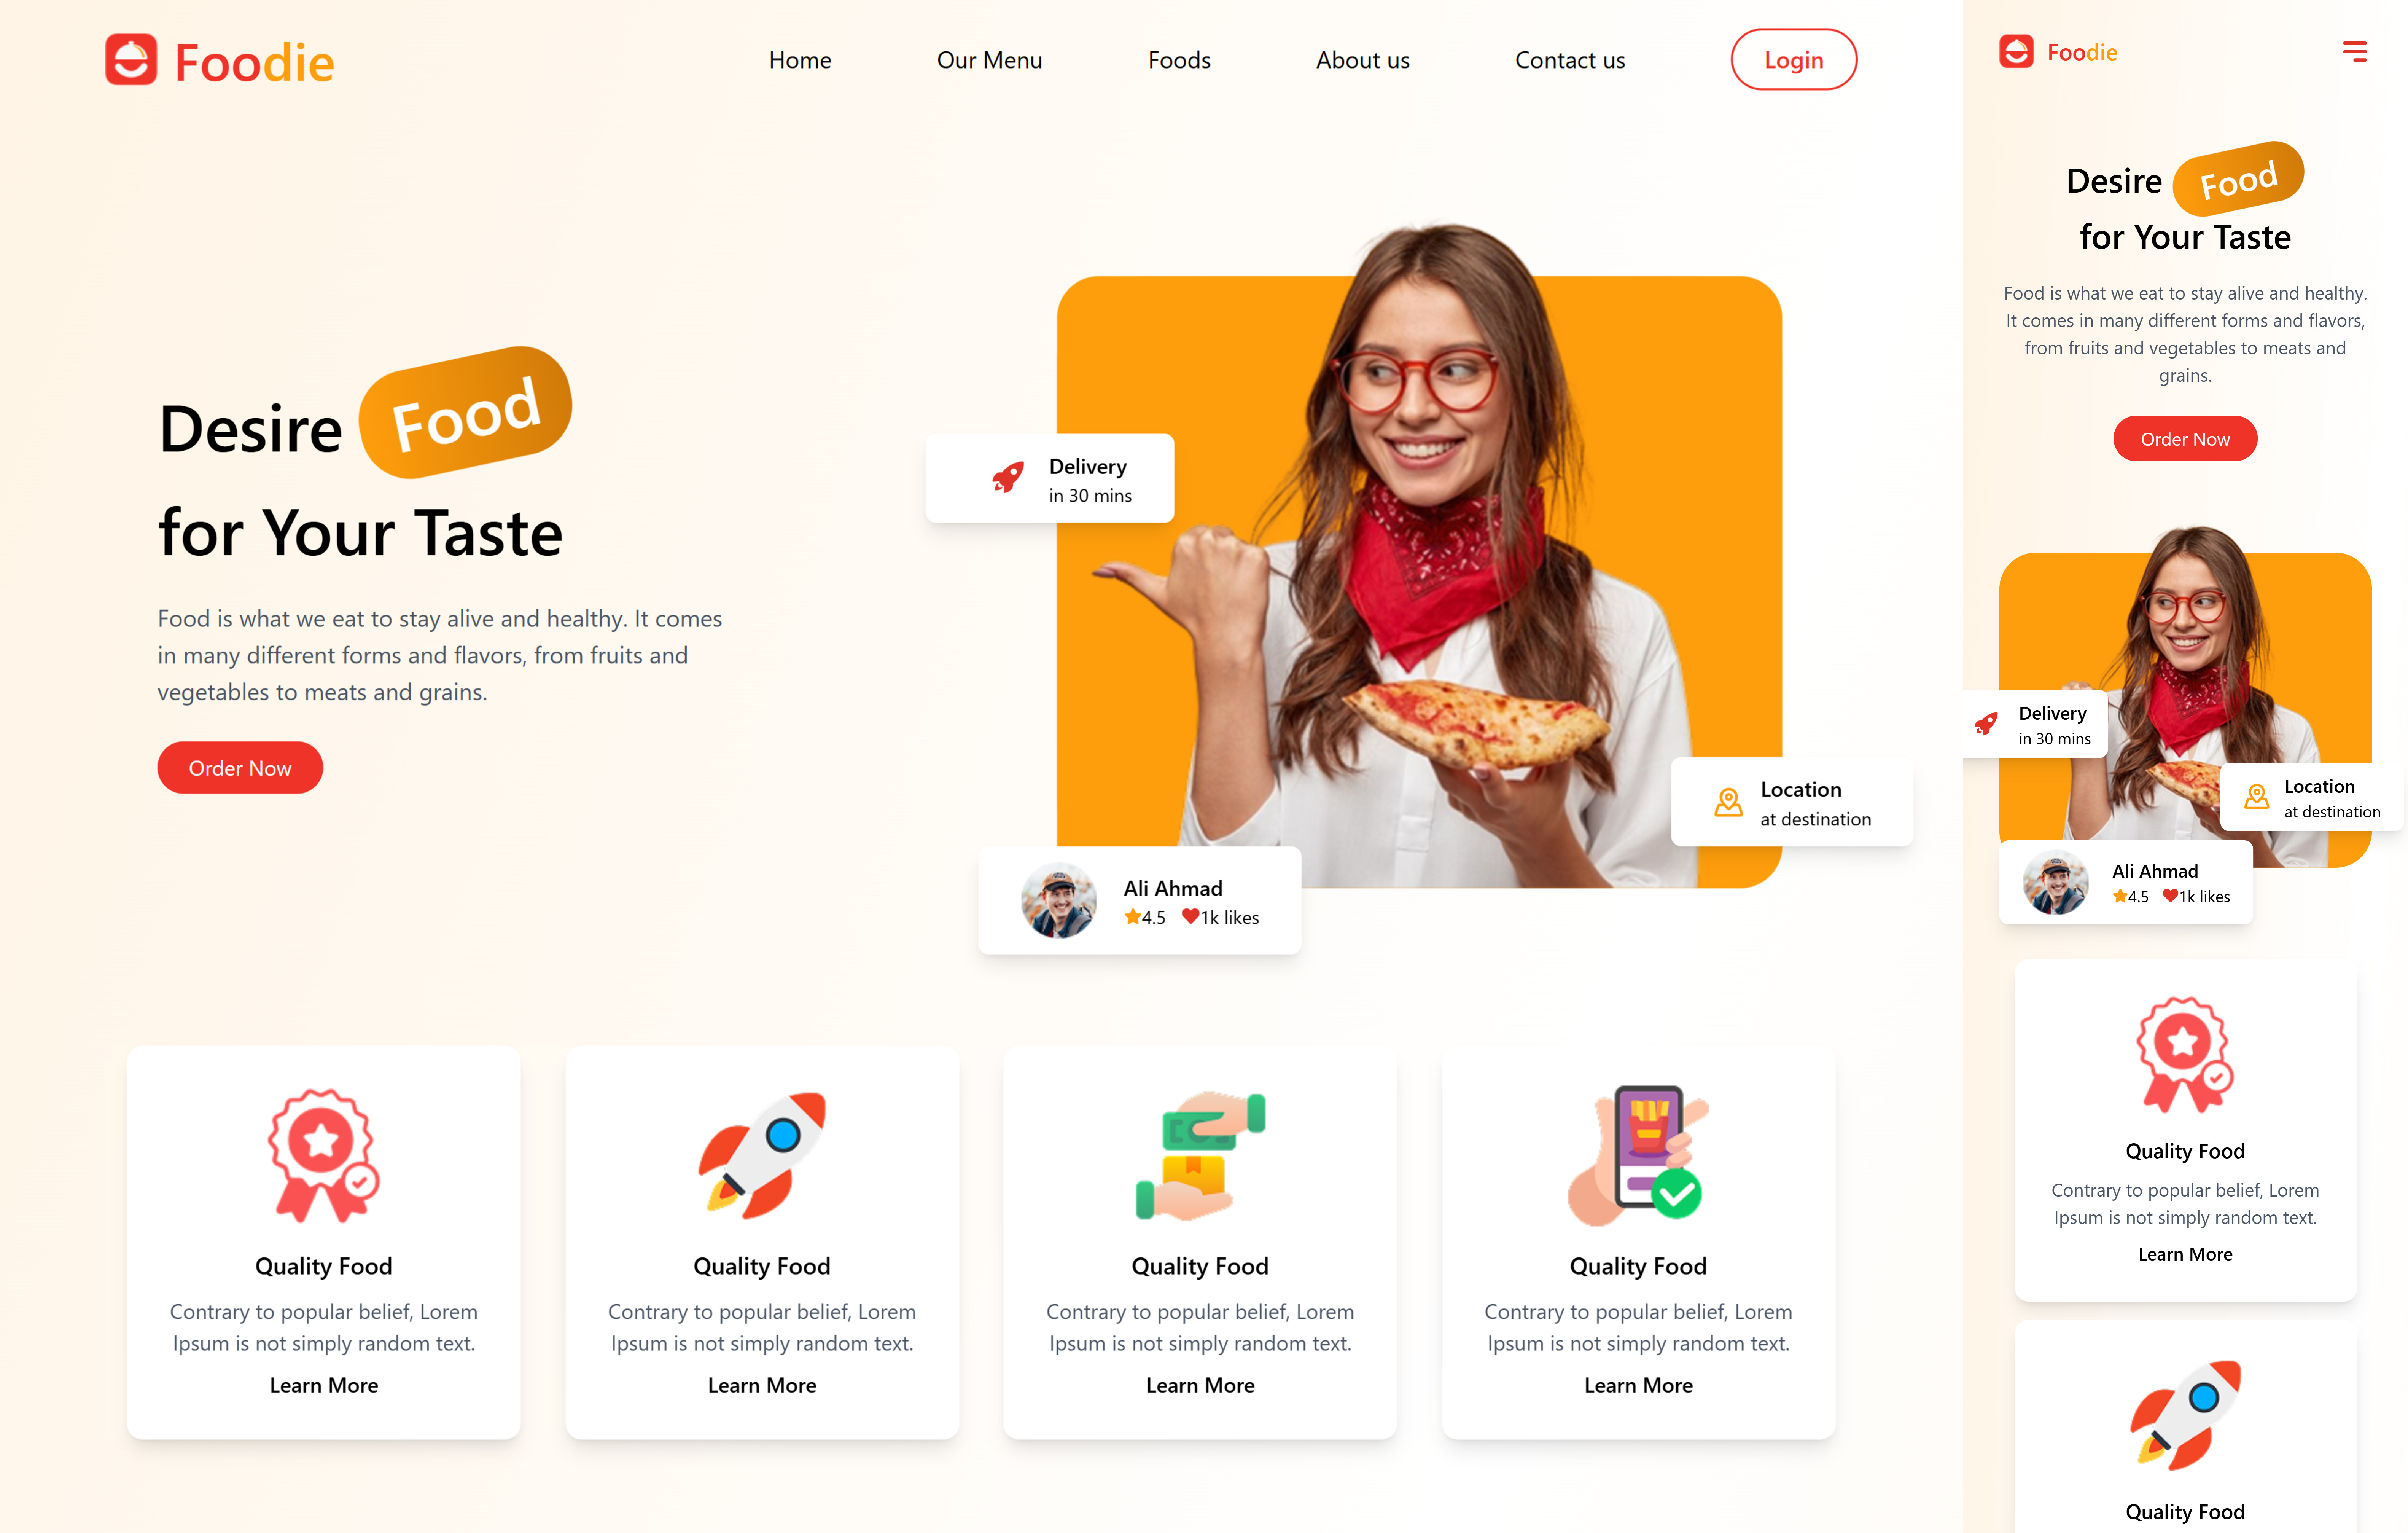 Foodie
Home
Our Menu
Foods
About us
Contact us
Login
Desire Food
for Your Taste
Food is what we eat to stay alive and healthy. It comes
in many different forms and flavors, from fruits and
vegetables to meats and grains.
Order Now
Delivery
in 30 mins
Location
at destination
Ali Ahmad
4.5 1k likes
Quality Food
Contrary to popular belief, Lorem
Ipsum is not simply random text.
Learn More
Quality Food
Contrary to popular belief, Lorem
Ipsum is not simply random text.
Learn More
Quality Food
Contrary to popular belief, Lorem
Ipsum is not simply random text.
Learn More
Quality Food
Contrary to popular belief, Lorem
Ipsum is not simply random text.
Learn More
Foodie
Desire Food
for Your Taste
Food is what we eat to stay alive and healthy.
It comes in many different forms and flavors,
from fruits and vegetables to meats and
grains.
Order Now
Delivery
in 30 mins
Location
at destination
Ali Ahmad
4.5 1k likes
Quality Food
Contrary to popular belief, Lorem
Ipsum is not simply random text.
Learn More
Quality Food